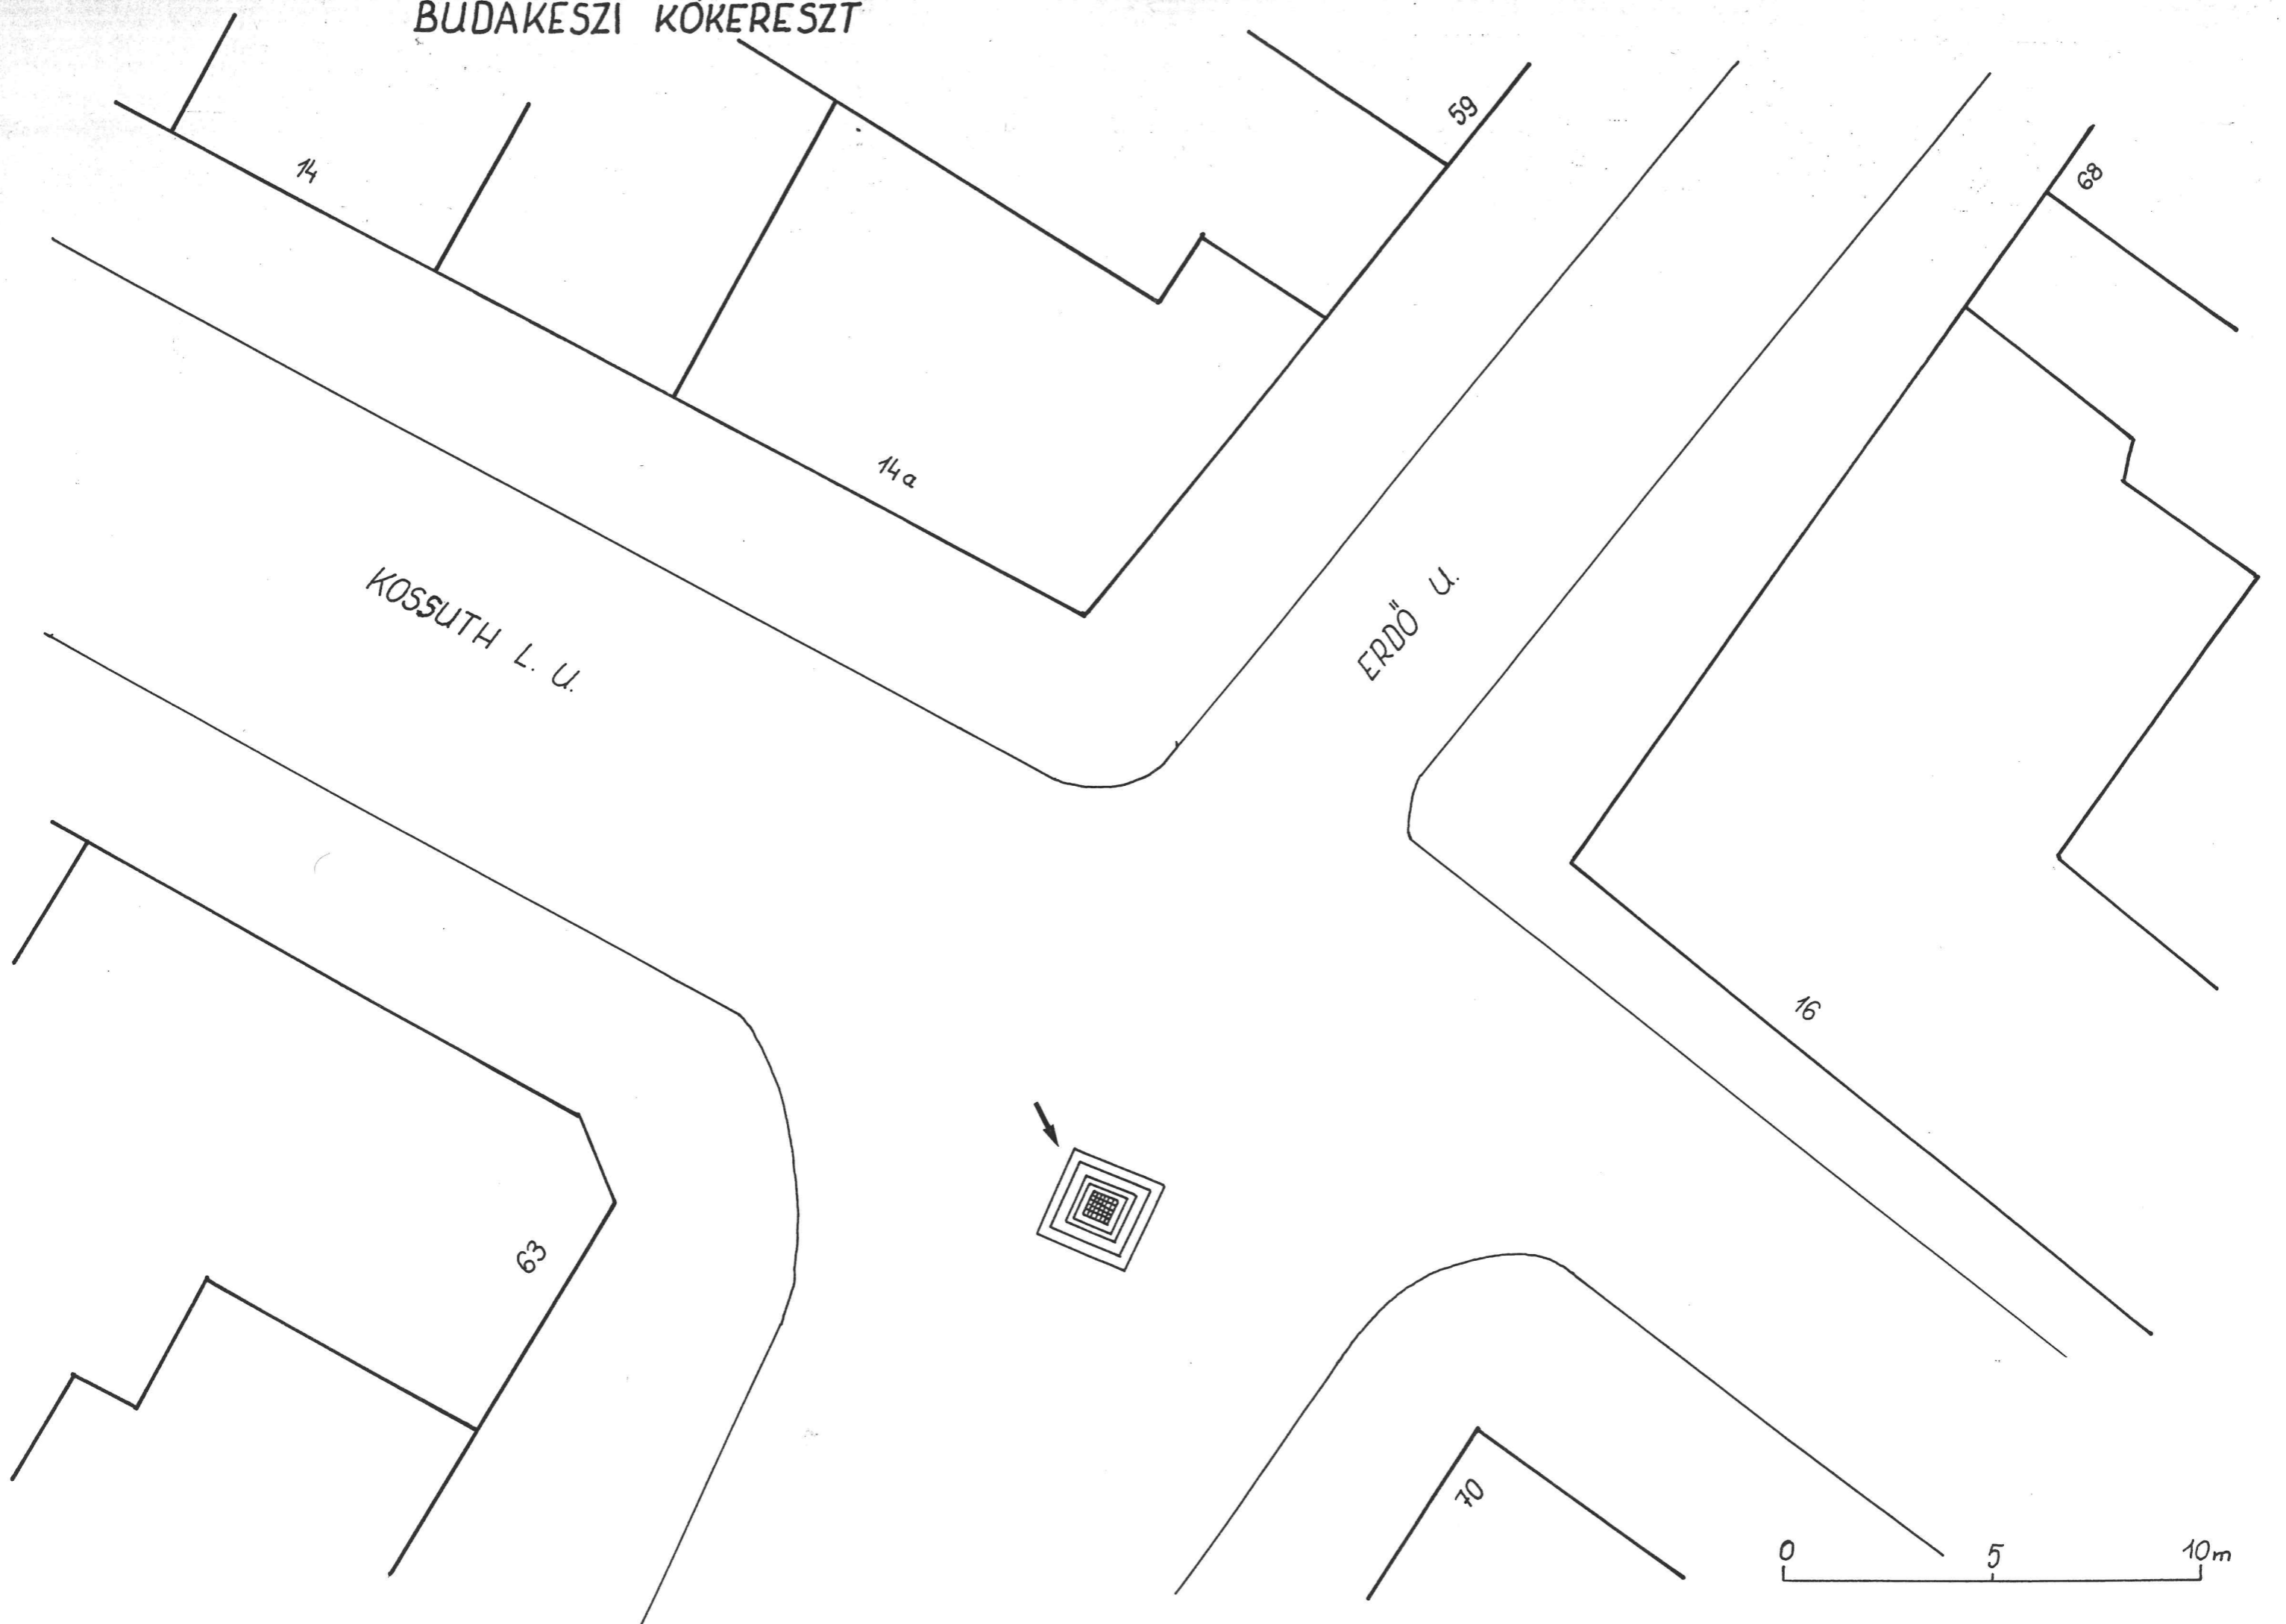 BUDAKESZI KŐKERESZT
59
68
14
14a
KOSSUTH L. U.
ERDŐ U.
16
63
70
0 5 10m